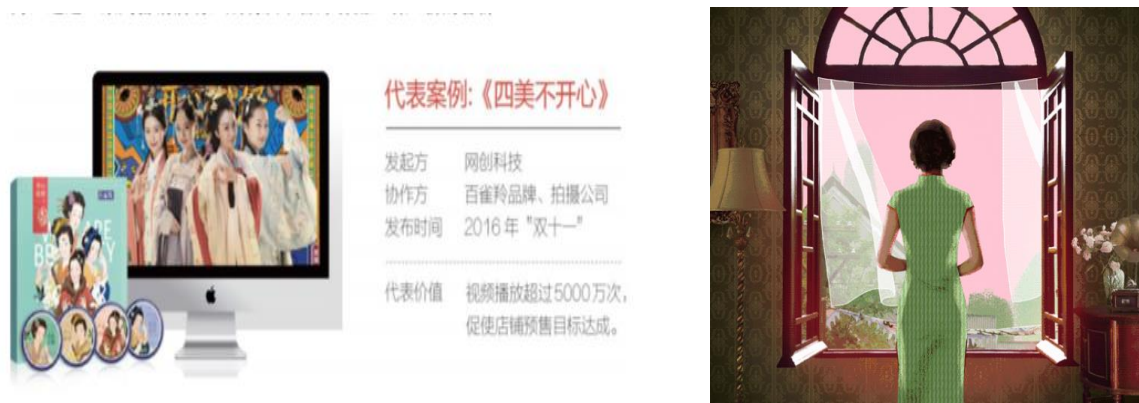 代表案例:《四美不开心》
发起方 网创科技
协作方 百雀羚品牌、拍摄公司
发布时间 2016年“双十一”
代表价值 视频播放超过5000万次,
促使店铺预售目标达成。